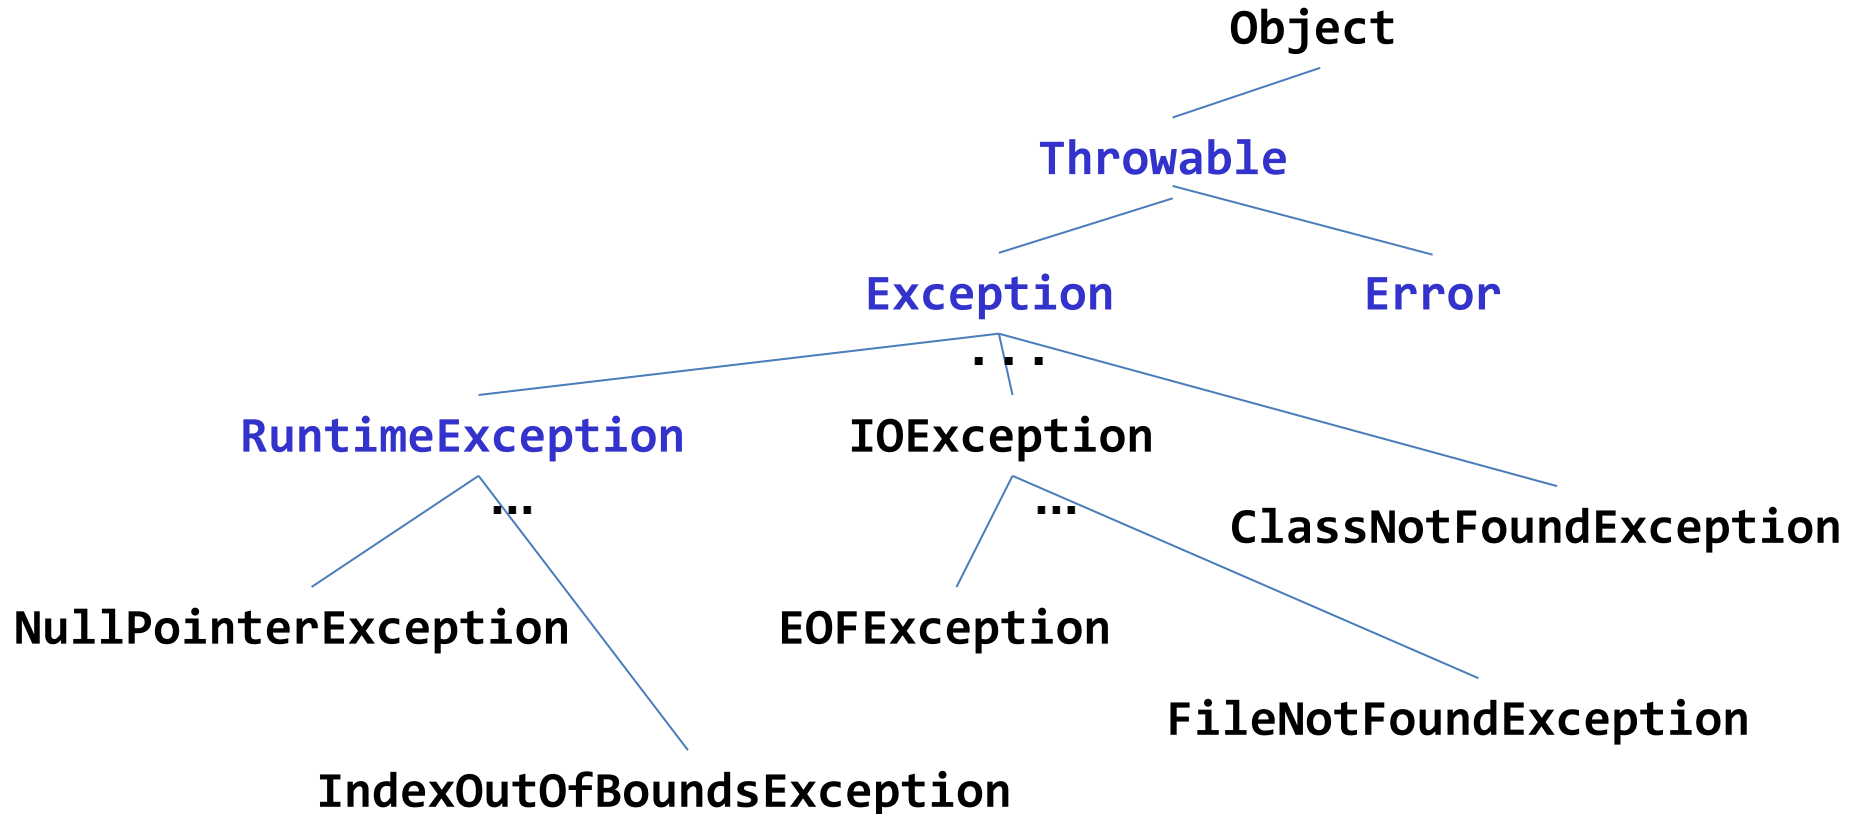 Object
Throwable
Exception Error
...
RuntimeException IOException
... ...
ClassNotFoundException
NullPointerException EOFException
FileNotFoundException
IndexOutOfBoundsException